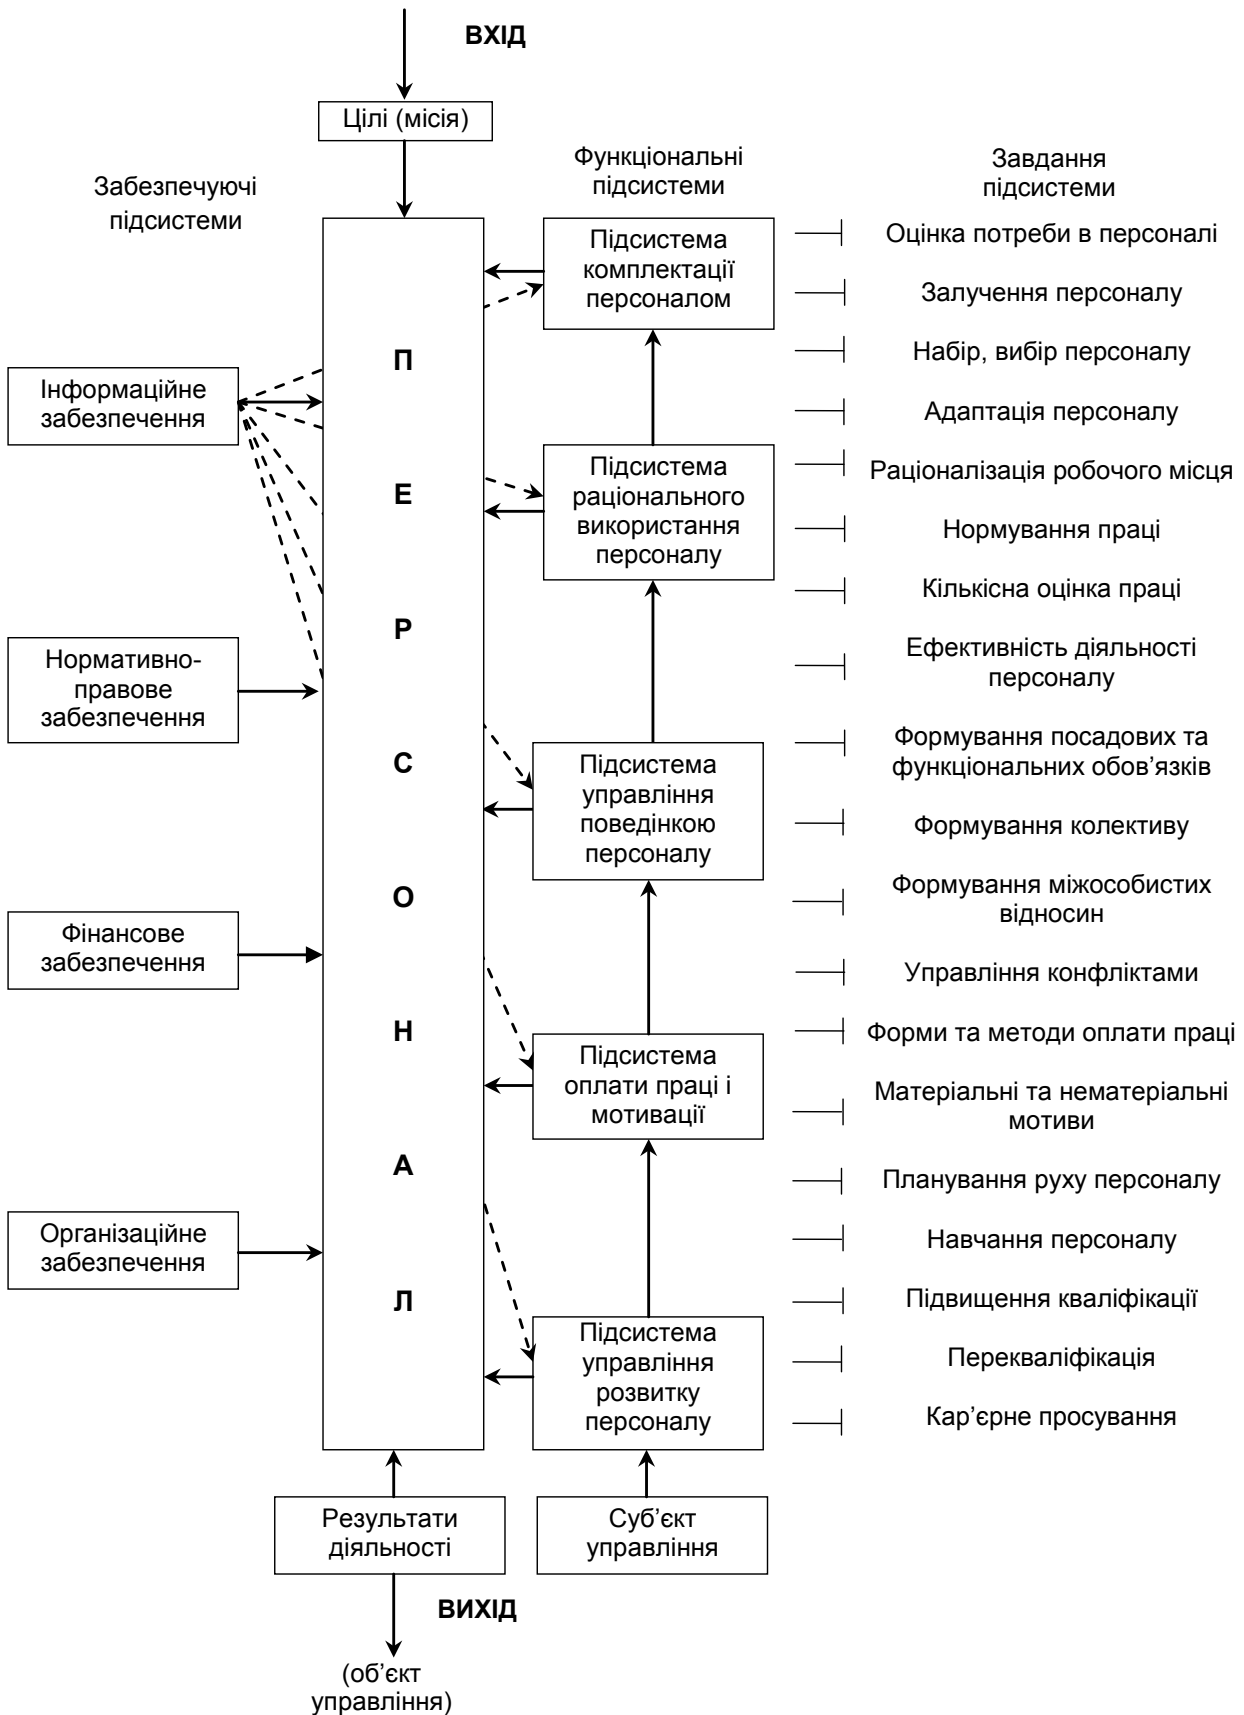 ВХІД
Цілі (місія)
Забезпечуючі
підсистеми
Функціональні
підсистеми
Завдання
підсистеми
Інформаційне
забезпечення
Нормативно-
правове
забезпечення
Фінансове
забезпечення
Організаційне
забезпечення
П
Е
Р
С
О
Н
А
Л
Підсистема
комплектації
персоналом
Підсистема
раціонального
використання
персоналу
Підсистема
управління
поведінкою
персоналу
Підсистема
оплати праці і
мотивації
Підсистема
управління
розвитку
персоналу
Оцінка потреби в персоналі
Залучення персоналу
Набір, вибір персоналу
Адаптація персоналу
Раціоналізація робочого місця
Нормування праці
Кількісна оцінка праці
Ефективність діяльності
персоналу
Формування посадових та
функціональних обов’язків
Формування колективу
Формування міжособистих
відносин
Управління конфліктами
Форми та методи оплати праці
Матеріальні та нематеріальні
мотиви
Планування руху персоналу
Навчання персоналу
Підвищення кваліфікації
Перекваліфікація
Кар’єрне просування
Результати
діяльності
Суб’єкт
управління
ВИХІД
(об’єкт
управління)